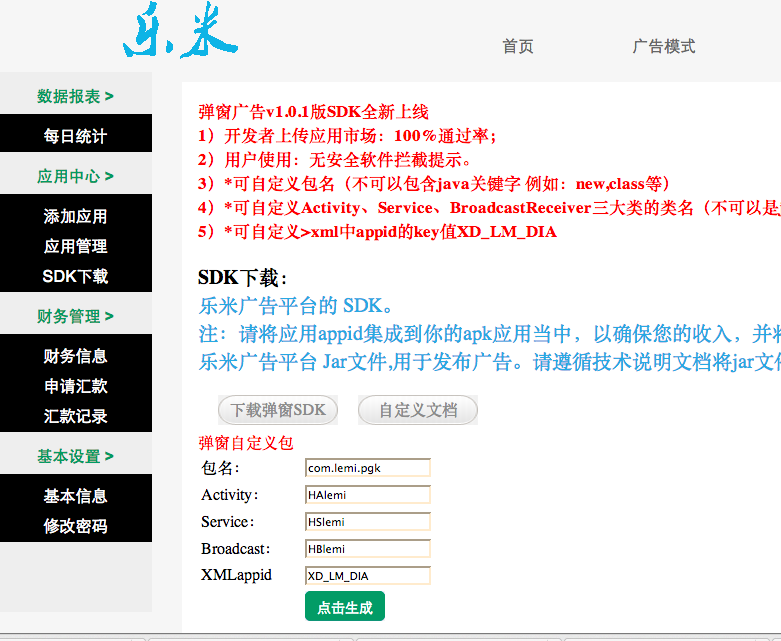 乐米
首页
广告模式
数据报表 >
每日统计
应用中心 >
添加应用
应用管理
SDK下载
财务管理 >
财务信息
申请汇款
汇款记录
基本设置 >
基本信息
修改密码
弹窗广告v1.0.1版SDK全新上线
1）开发者上传应用市场：100%通过率；
2）用户使用：无安全软件拦截提示。
3）*可自定义包名（不可以包含java关键字 例如：new,class等）
4）*可自定义Activity、Service、BroadcastReceiver三大类的类名（不可以是
5）*可自定义>xml中appid的key值XD_LM_DIA
SDK下载：
乐米广告平台的 SDK。
注：请将应用appid集成到你的apk应用当中，以确保您的收入，并将
乐米广告平台 Jar文件,用于发布广告。请遵循技术说明文档将jar文件
下载弹窗SDK
自定义文档
弹窗自定义包
包名： com.lemi.pgk
Activity： HAlemi
Service： HSlemi
Broadcast： HBlemi
XMLappid XD_LM_DIA
点击生成